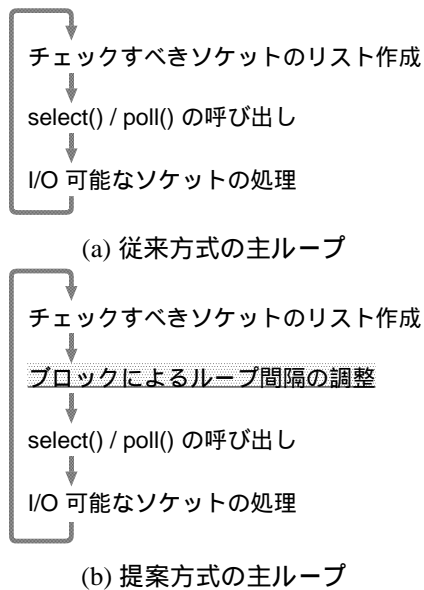 チェックすべきソケットのリスト作成
select() / poll() の呼び出し
I/O 可能なソケットの処理
(a) 従来方式の主ループ
チェックすべきソケットのリスト作成
ブロックによるループ間隔の調整
select() / poll() の呼び出し
I/O 可能なソケットの処理
(b) 提案方式の主ループ